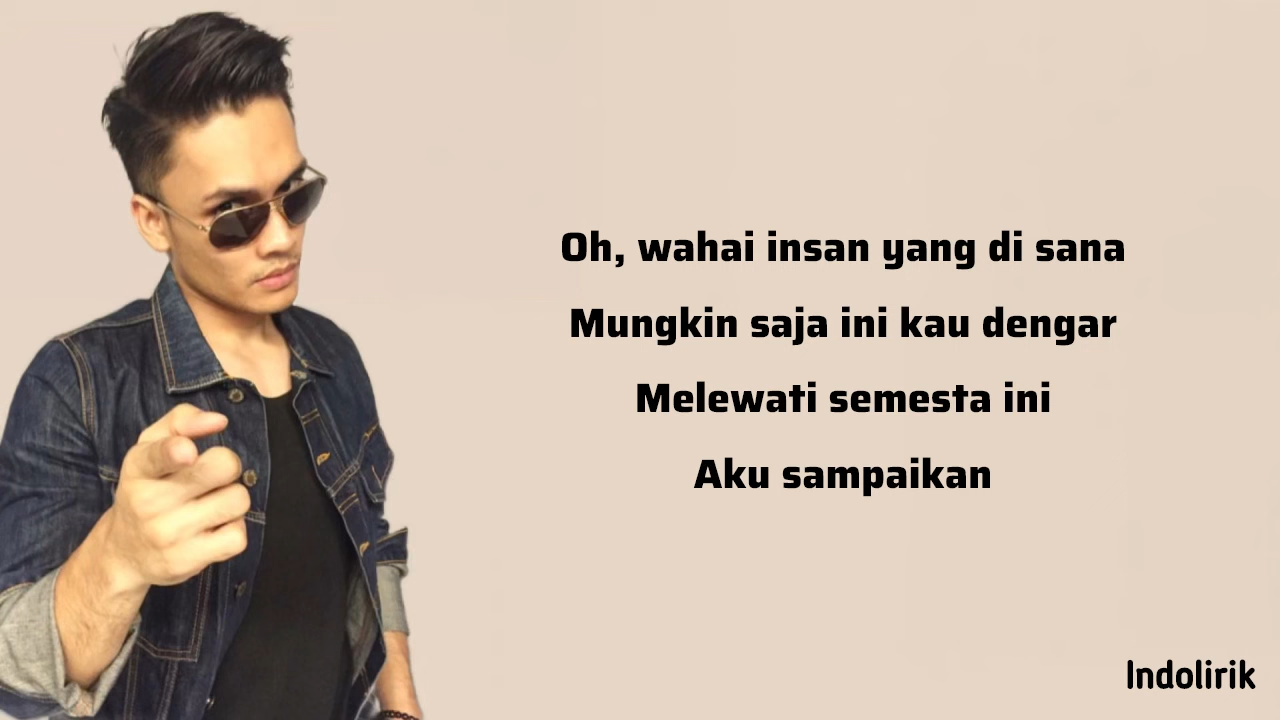 Oh, wahai insan yang di sana
Mungkin saja ini kau dengar
Melewati semesta ini
Aku sampaikan
Indolirik